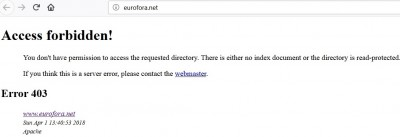 eurofora.net
Access forbidden!
You don't have permission to access the requested directory. There is either no index document or the directory is read-protected.
If you think this is a server error, please contact the webmaster.
Error 403
www.eurofora.net
Sun Apr 1 13:40:53 2018
Apache